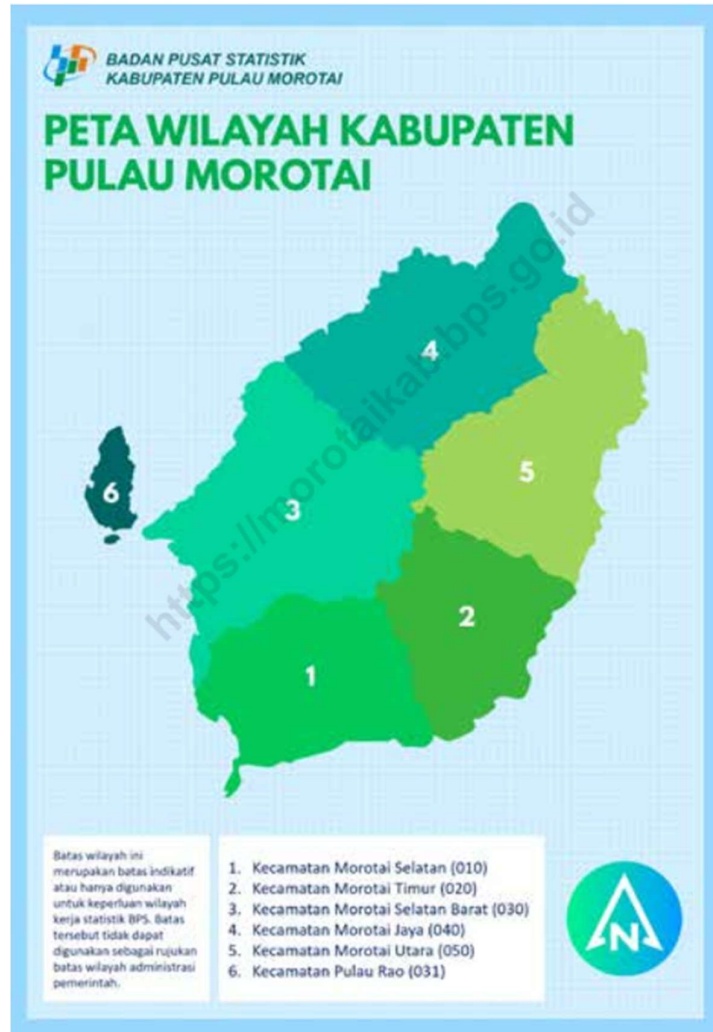 BADAN PUSAT STATISTIK
KABUPATEN PULAU MOROTAI
PETA WILAYAH KABUPATEN
PULAU MOROTAI
https://morotaikab.bps.go.id
4
5
6
3
2
1
Batas wilayah ini
merupakan batas indikatif
atau hanya digunakan
untuk keperluan wilayah
kerja statistik BPS. Batas
tersebut tidak dapat
digunakan sebagai rujukan
batas wilayah administrasi
pemerintah.
1. Kecamatan Morotai Selatan (010)
2. Kecamatan Morotai Timur (020)
3. Kecamatan Morotai Selatan Barat (030)
4. Kecamatan Morotai Jaya (040)
5. Kecamatan Morotai Utara (050)
6. Kecamatan Pulau Rao (031)
N